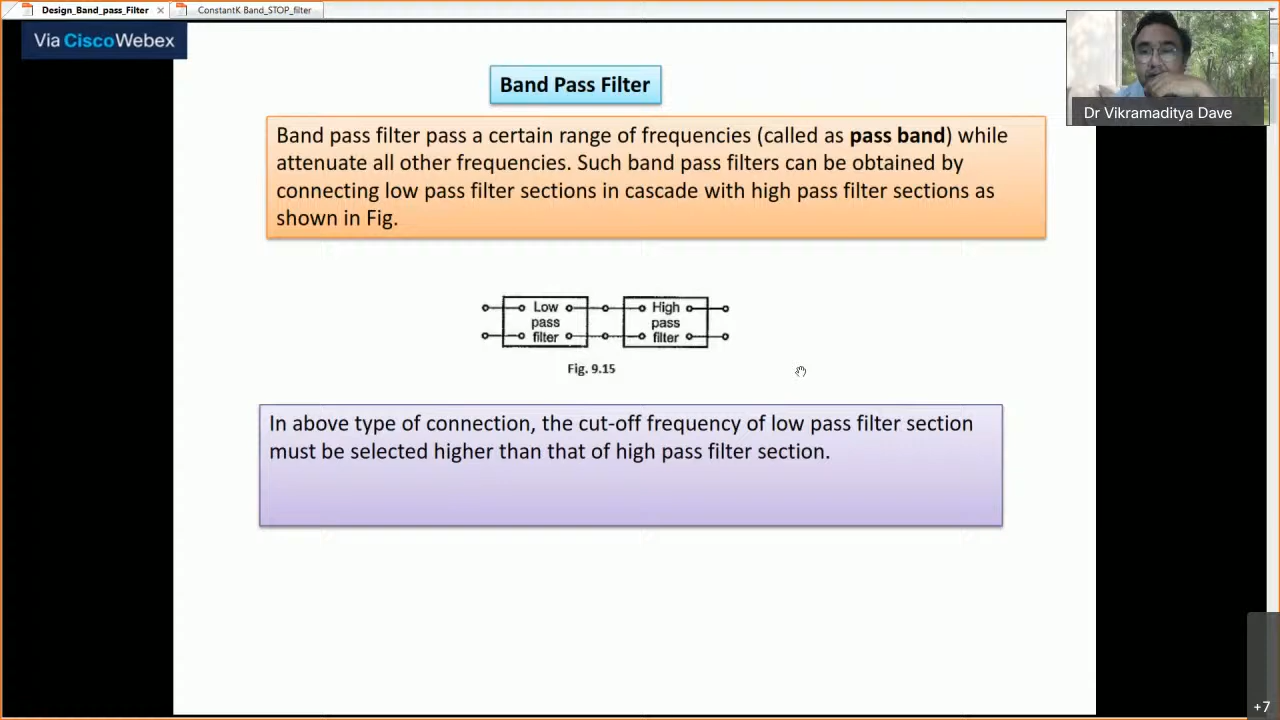 Design_Band_pass_Filter
ConstantK Band_STOP_filter
Via CiscoWebex
Dr Vikramaditya Dave
Band Pass Filter
Band pass filter pass a certain range of frequencies (called as pass band) while
attenuate all other frequencies. Such band pass filters can be obtained by
connecting low pass filter sections in cascade with high pass filter sections as
shown in Fig.
Low
pass
filter
High
pass
filter
Fig. 9.15
In above type of connection, the cut-off frequency of low pass filter section
must be selected higher than that of high pass filter section.
+7